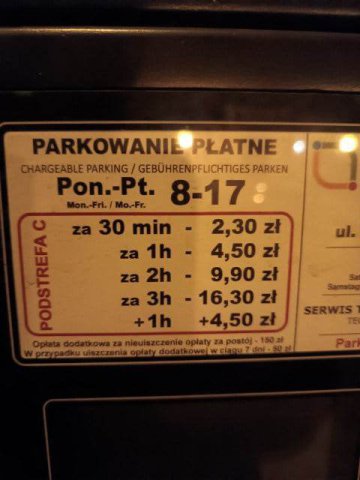 PARKOWANIE PŁATNE
CHARGEABLE PARKING / GEBÜHRENPFLICHTIGES PARKEN
Pon.-Pt. 8-17
Mon.-Fri. / Mo.-Fr.
PODSTREFA C
za 30 min - 2,30 zł
za 1h - 4,50 zł
za 2h - 9,90 zł
za 3h - 16,30 zł
+1h +4,50 zł
Opłata dodatkowa za nieuiszczenie opłaty za postój - 150 zł
W przypadku uiszczenia opłaty dodatkowej w ciągu 7 dni - 50 zł
ul.
Samstag
SERWIS
Park